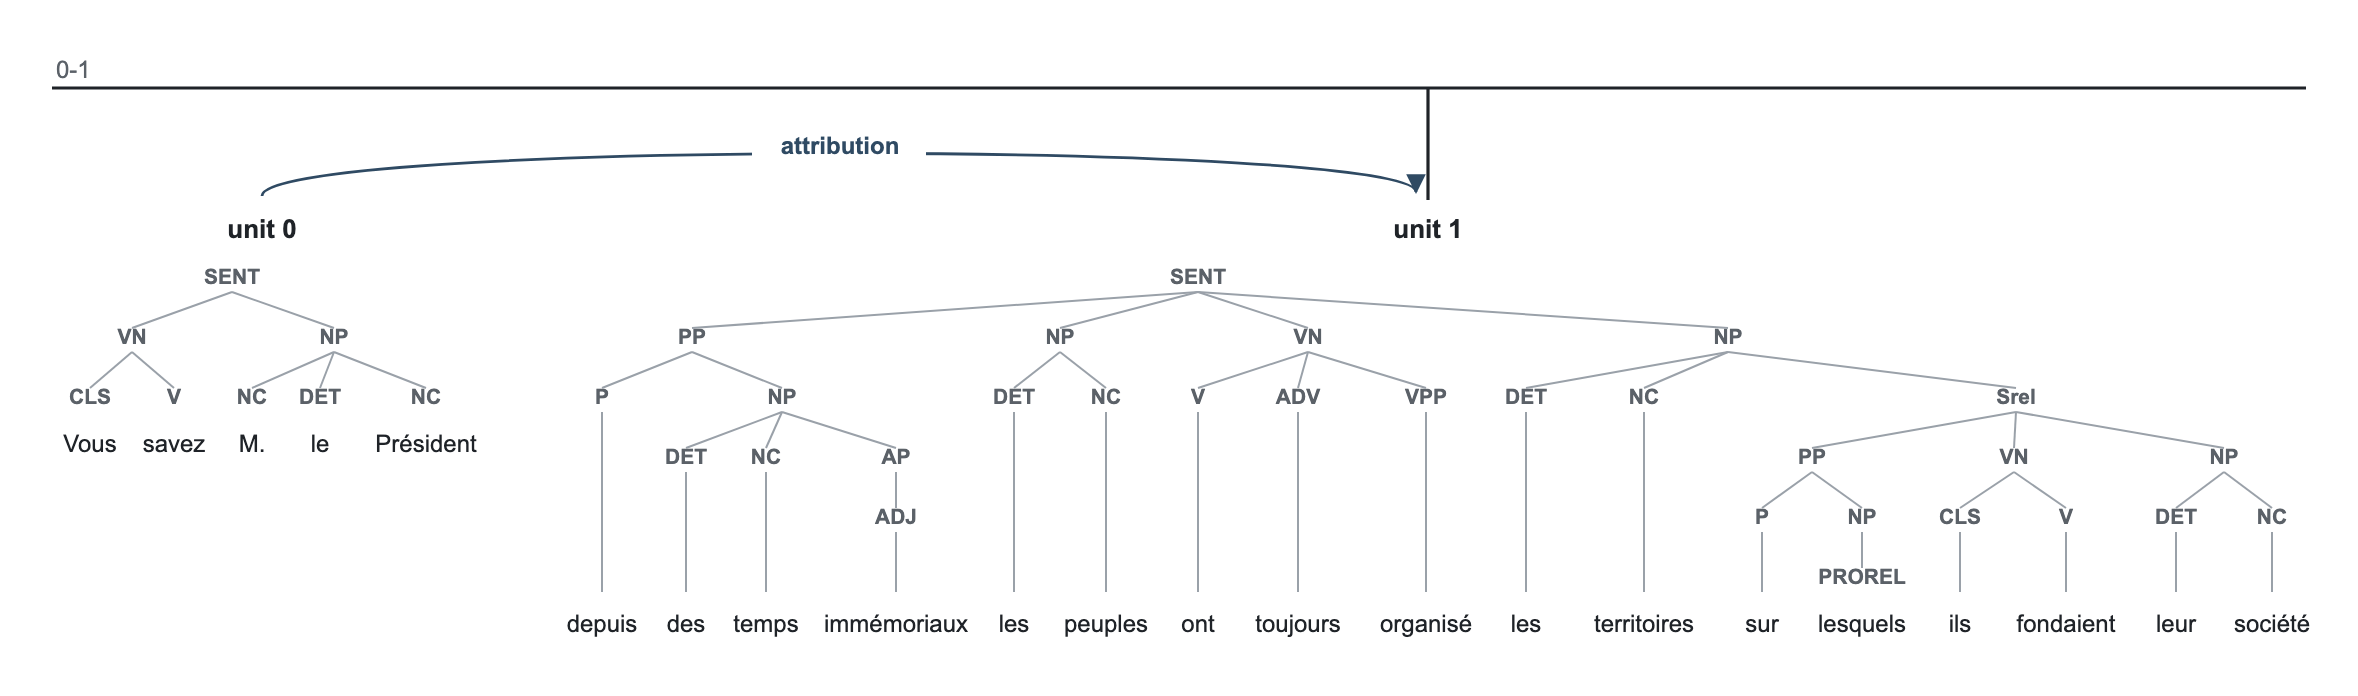 0-1
attribution
unit 0 unit 1
SENT SENT
VN NP PP NP VN NP
CLS V NC DET NC P NP DET NC V ADV VPP DET NC Srel
Vous savez M. le Président
DET NC AP PP VN NP
ADJ P NP CLS V DET NC
PROREL
depuis des temps immémoriaux les peuples ont toujours organisé les territoires sur lesquels ils fondaient leur société